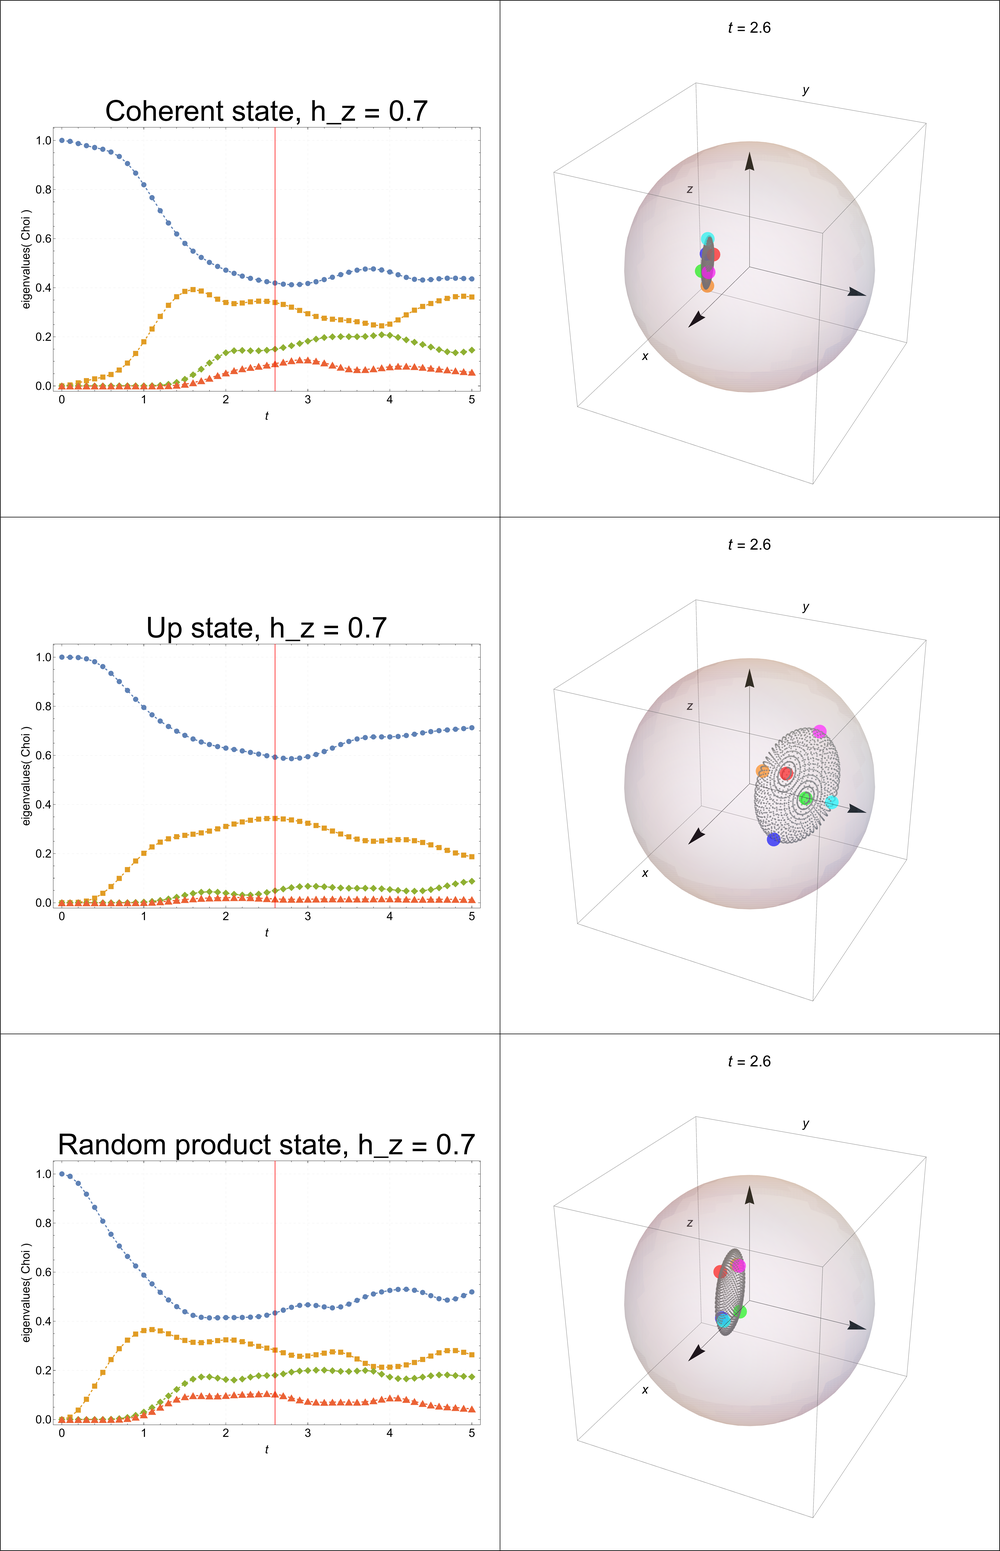 Coherent state, h_z = 0.7
1.0
0.8
0.6
0.4
0.2
0.0
eigenvalues( Choi )
0 1 2 3 4 5
t
t = 2.6
y
z
x
Up state, h_z = 0.7
1.0
0.8
0.6
0.4
0.2
0.0
eigenvalues( Choi )
0 1 2 3 4 5
t
t = 2.6
y
z
x
Random product state, h_z = 0.7
1.0
0.8
0.6
0.4
0.2
0.0
eigenvalues( Choi )
0 1 2 3 4 5
t
t = 2.6
y
z
x